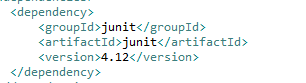 <dependency>
<groupId>junit</groupId>
<artifactId>junit</artifactId>
<version>4.12</version>
</dependency>